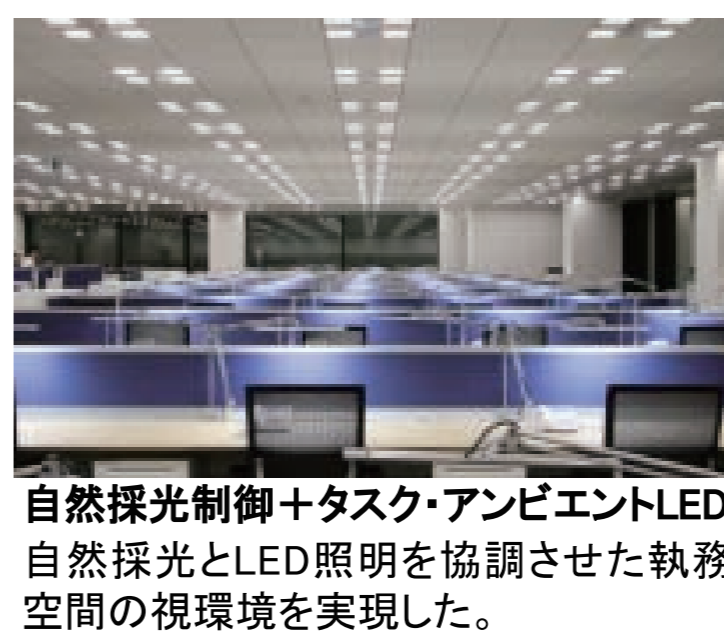 自然採光制御＋タスク・アンビエントLED
自然採光とLED照明を協調させた執務
空間の視環境を実現した。